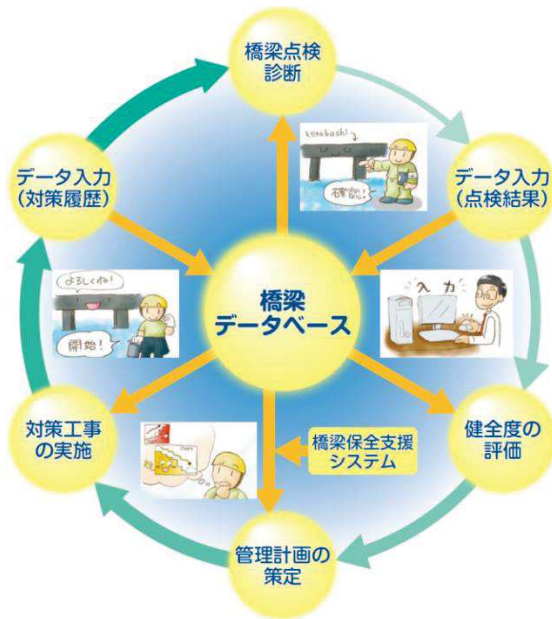 橋梁点検
診断
データ入力
(対策履歴)
データ入力
(点検結果)
kotobashi
確認!
よろしくね!
開始!
橋梁
データベース
入力
対策工事
の実施
橋梁保全支援
システム
健全度の
評価
管理計画の
策定